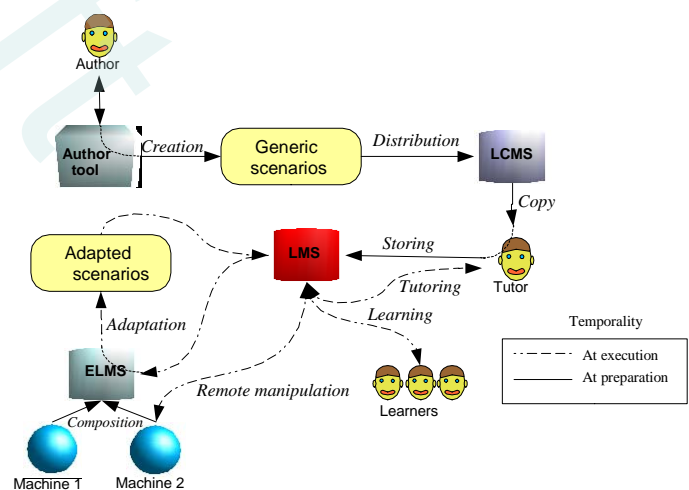 Author
Author
tool
Creation
Generic
scenarios
Distribution
LCMS
Copy
Adapted
scenarios
LMS
Storing
Tutor
Tutoring
Learning
Adaptation
ELMS
Remote manipulation
Learners
Composition
Machine 1
Machine 2
Temporality
At execution
At preparation